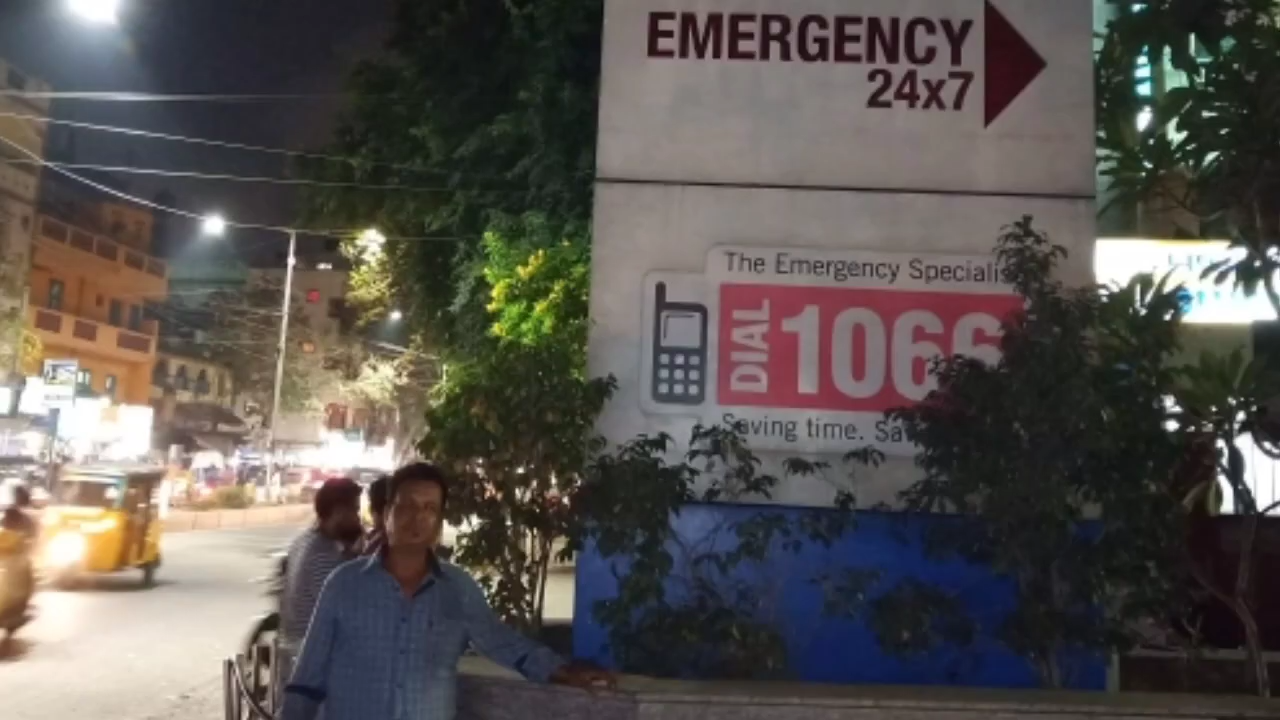 EMERGENCY
24x7
The Emergency Specialis
DIAL 1066
Saving time. Sa